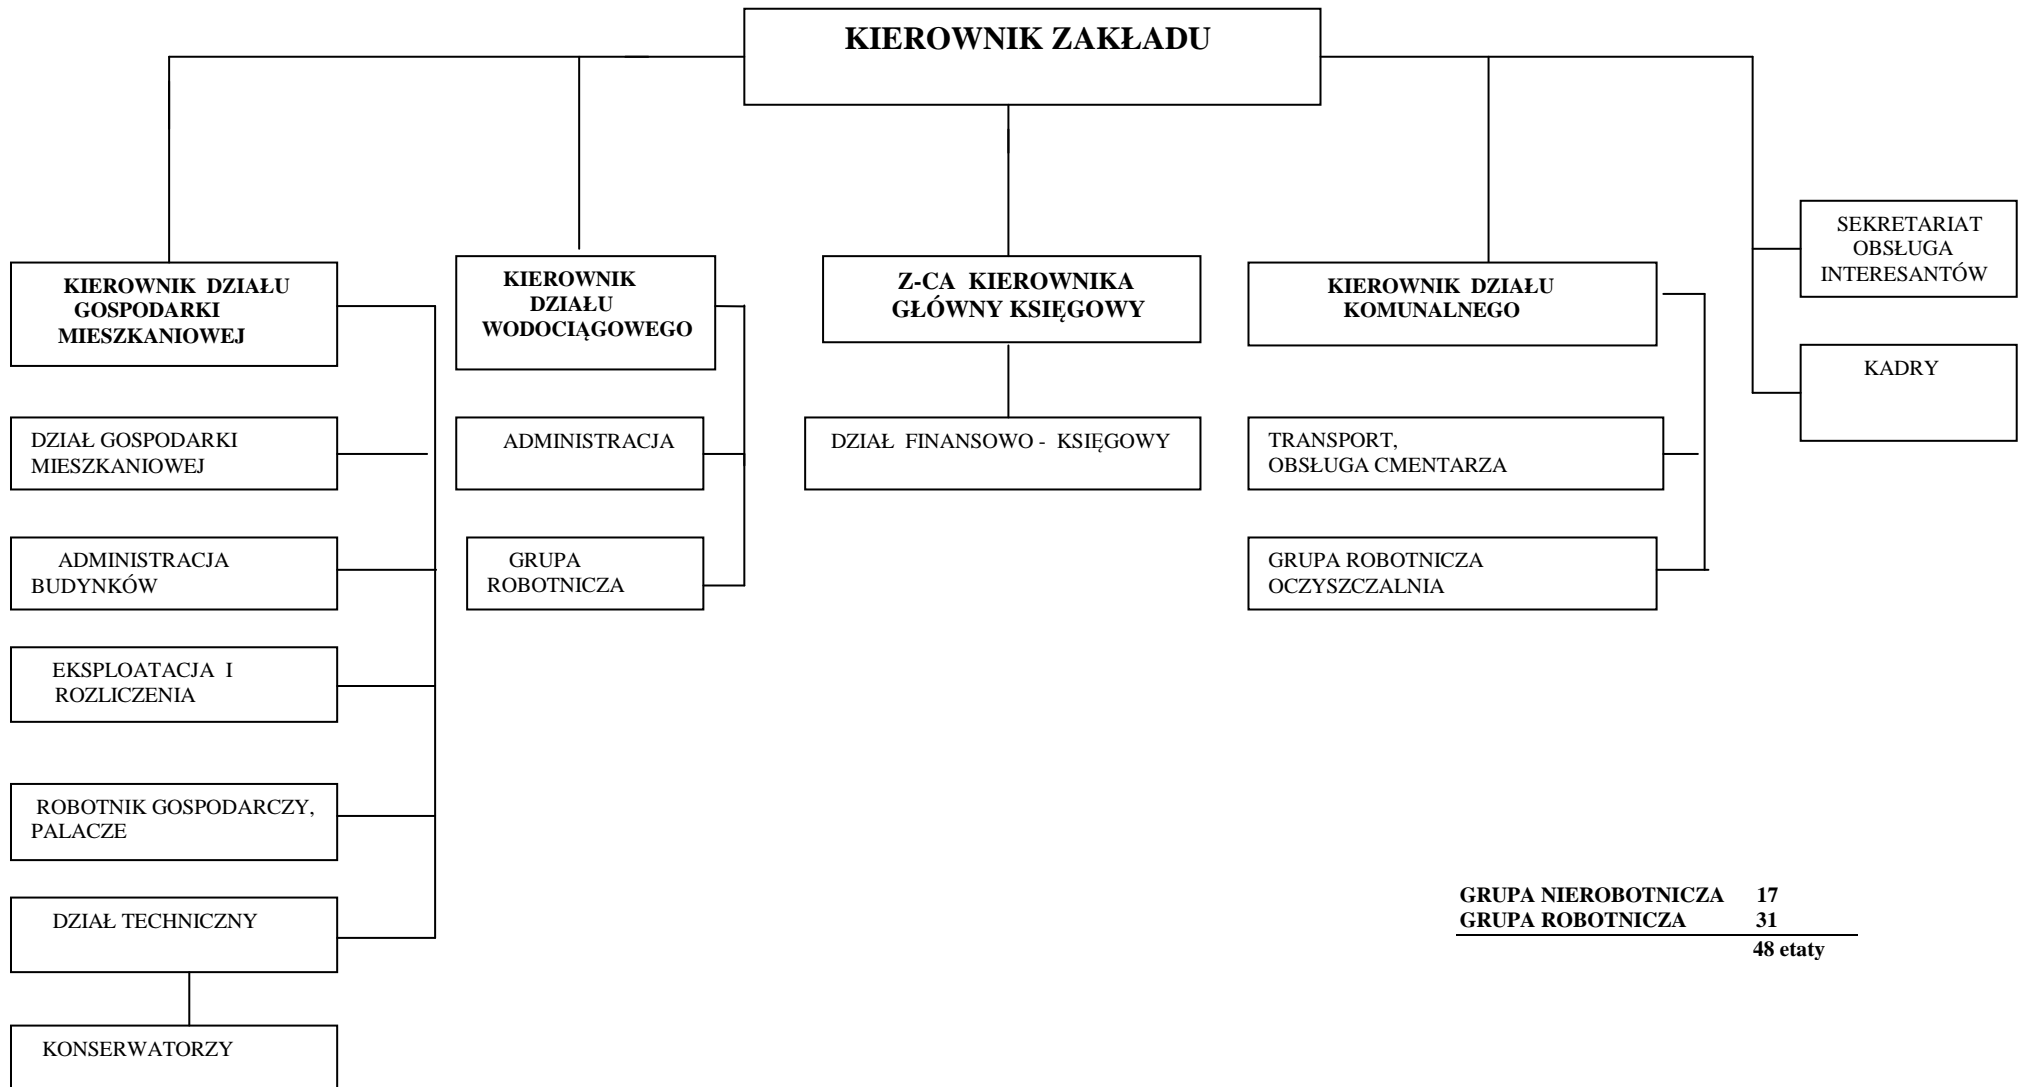 KIEROWNIK ZAKŁADU
SEKRETARIAT
OBSŁUGA
INTERESANTÓW
KIEROWNIK DZIAŁU
GOSPODARKI
MIESZKANIOWEJ
KIEROWNIK
DZIAŁU
WODOCIĄGOWEGO
Z-CA KIEROWNIKA
GŁÓWNY KSIĘGOWY
KIEROWNIK DZIAŁU
KOMUNALNEGO
KADRY
DZIAŁ GOSPODARKI
MIESZKANIOWEJ
ADMINISTRACJA
DZIAŁ FINANSOWO - KSIĘGOWY
TRANSPORT,
OBSŁUGA CMENTARZA
ADMINISTRACJA
BUDYNKÓW
GRUPA
ROBOTNICZA
GRUPA ROBOTNICZA
OCZYSZCZALNIA
EKSPLOATACJA I
ROZLICZENIA
ROBOTNIK GOSPODARCZY,
PALACZE
DZIAŁ TECHNICZNY
GRUPA NIEROBOTNICZA 17
GRUPA ROBOTNICZA 31
48 etaty
KONSERWATORZY